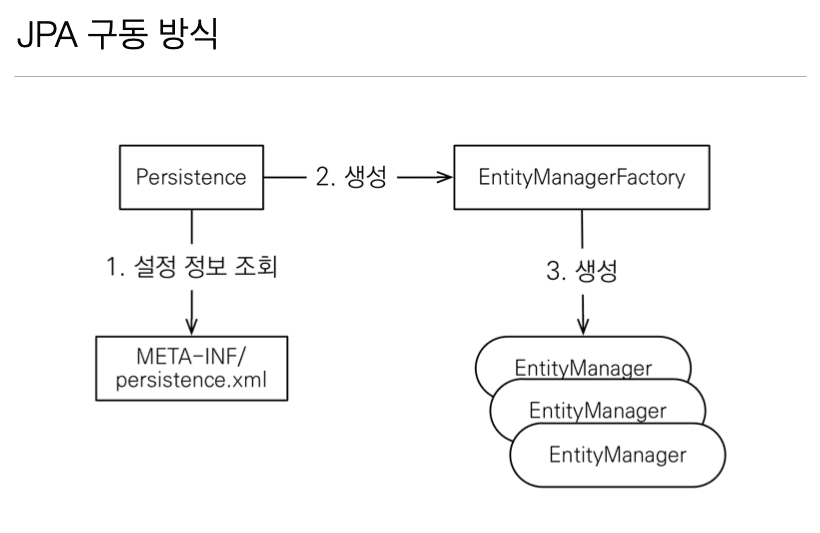 JPA 구동 방식
Persistence
2. 생성
EntityManagerFactory
1. 설정 정보 조회
3. 생성
META-INF/
persistence.xml
EntityManager
EntityManager
EntityManager